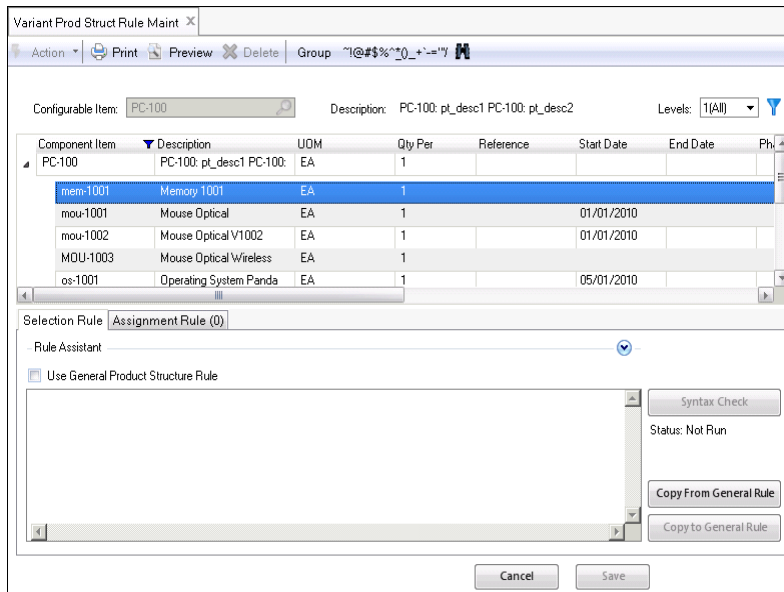 Variant Prod Struct Rule Maint
Action Print Preview Delete Group ~!@#$%^*()_+`-='"/
Configurable Item: PC-100 Description: PC-100: pt_desc1 PC-100: pt_desc2 Levels: 1(All)
Component Item Description UOM Qty Per Reference Start Date End Date
PC-100 PC-100: pt_desc1 PC-100: EA 1
mem-1001 Memory 1001 EA 1
mou-1001 Mouse Optical EA 1 01/01/2010
mou-1002 Mouse Optical V1002 EA 1 01/01/2010
MOU-1003 Mouse Optical Wireless EA 1
os-1001 Operating System Panda EA 1 05/01/2010
Selection Rule Assignment Rule (0)
Rule Assistant
Use General Product Structure Rule
Syntax Check
Status: Not Run
Copy From General Rule
Copy to General Rule
Cancel Save